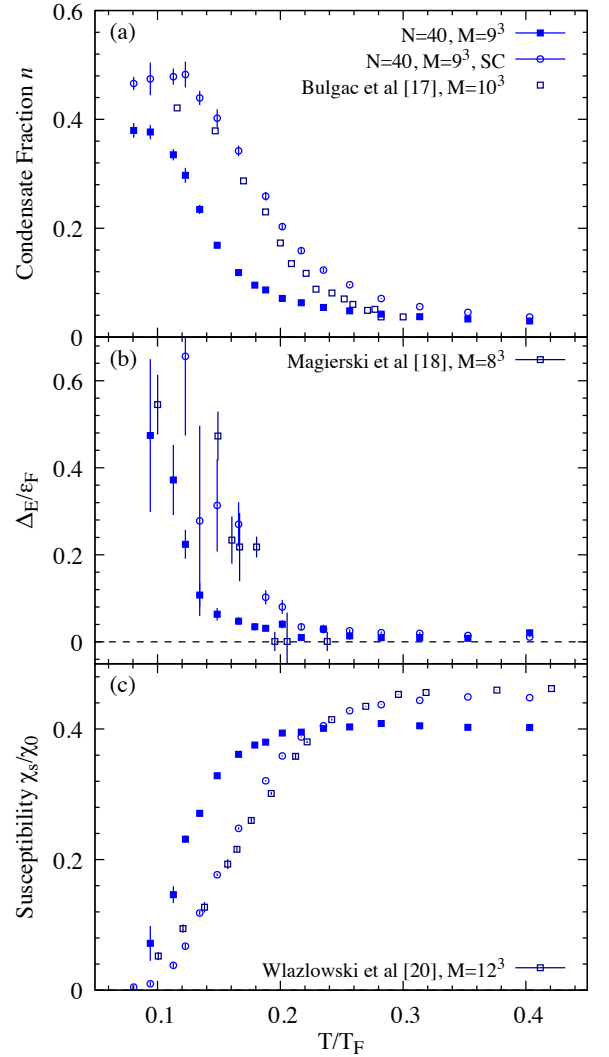 (a)
N=40, M=9³
N=40, M=9³, SC
Bulgac et al [17], M=10³
Condensate Fraction n
0.6
0.4
0.2
0
(b)
Magierski et al [18], M=8³
Δ_E/ε_F
0.6
0.4
0.2
0
(c)
Susceptibility χ_s/χ_0
0.4
0.2
0
Wlazlowski et al [20], M=12³
0.1 0.2 0.3 0.4
T/T_F